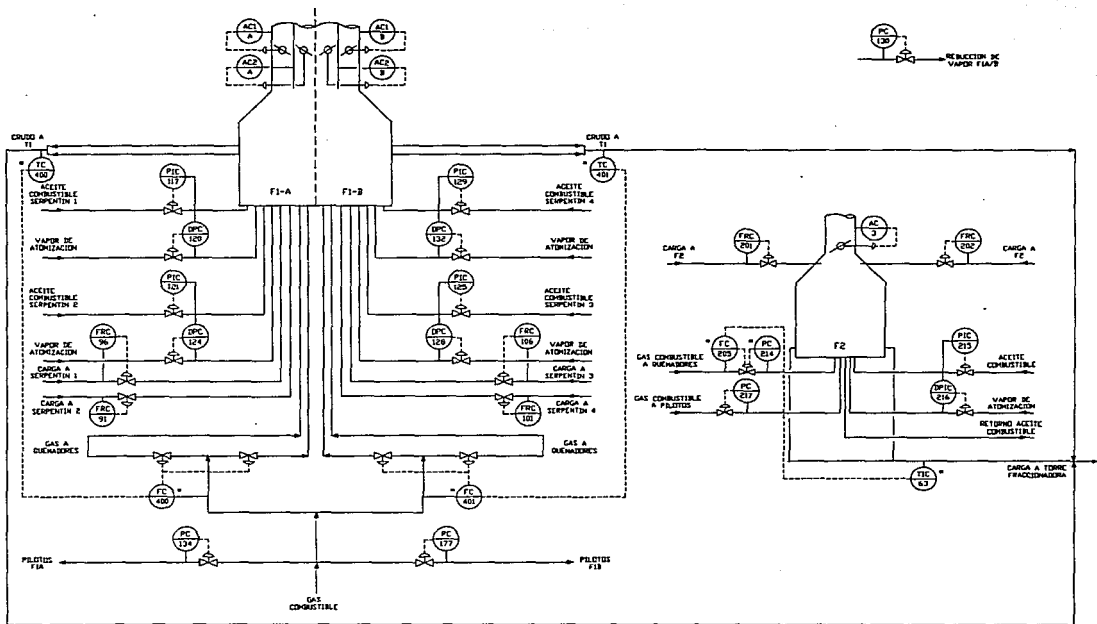 AC1
A
AC1
B
AC2
A
AC2
B
PC
130
REDUCCION DE
VAPOR F1A/B
CRUDO A
T1
TC
400
*
CRUDO A
T1
TC
401
*
F1-A
F1-B
ACEITE
COMBUSTIBLE
SERPENTIN 1
PIC
117
PIC
129
ACEITE
COMBUSTIBLE
SERPENTIN 4
VAPOR DE
ATOMIZACION
DPC
120
DPC
132
VAPOR DE
ATOMIZACION
ACEITE
COMBUSTIBLE
SERPENTIN 2
PIC
121
PIC
125
ACEITE
COMBUSTIBLE
SERPENTIN 3
VAPOR DE
ATOMIZACION
DPC
124
DPC
128
VAPOR DE
ATOMIZACION
CARGA A
SERPENTIN 1
FRC
96
FRC
106
CARGA A
SERPENTIN 3
CARGA A
SERPENTIN 2
FRC
91
FRC
101
CARGA A
SERPENTIN 4
GAS A
QUEMADORES
GAS A
QUEMADORES
FC
400
*
FC
401
*
PILOTOS
F1A
PC
134
PC
177
PILOTOS
F1B
GAS
COMBUSTIBLE
AC
3
CARGA A
F2
FRC
201
FRC
202
CARGA A
F2
F2
GAS COMBUSTIBLE
A QUEMADORES
FC
205
PC
214
PIC
215
ACEITE
COMBUSTIBLE
GAS COMBUSTIBLE
A PILOTOS
PC
217
DPIC
216
VAPOR DE
ATOMIZACION
RETORNO ACEITE
COMBUSTIBLE
TIC
63
*
CARGA A TORRE
FRACCIONADORA